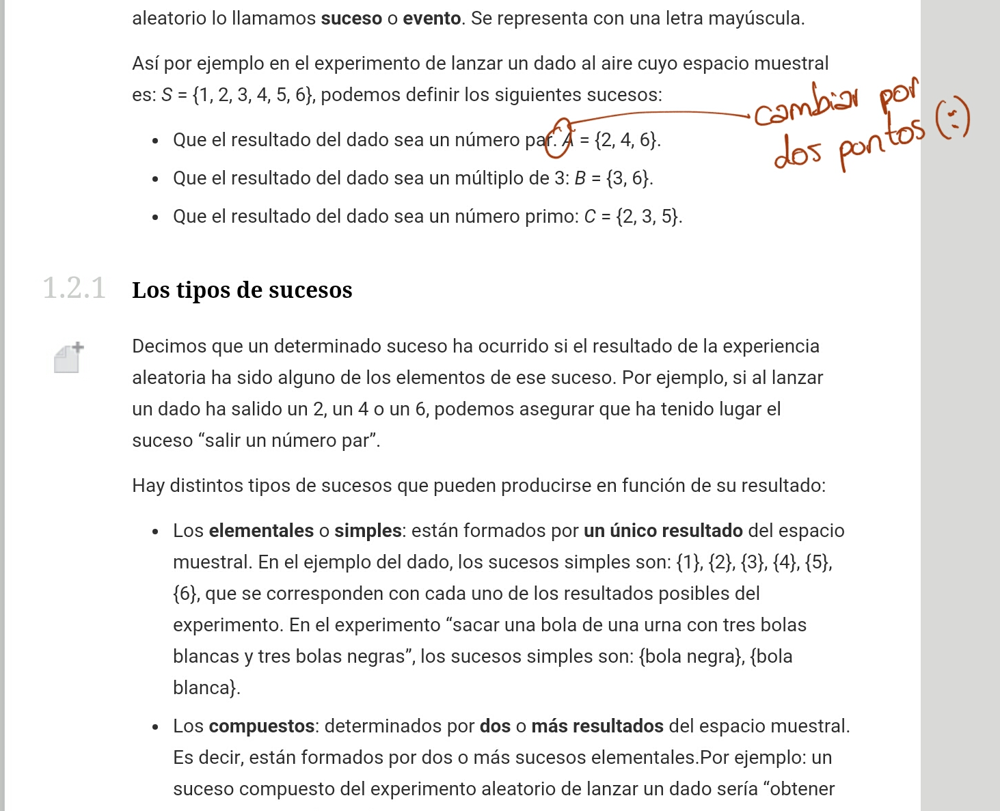 aleatorio lo llamamos suceso o evento. Se representa con una letra mayúscula.
Así por ejemplo en el experimento de lanzar un dado al aire cuyo espacio muestral
es: S = {1, 2, 3, 4, 5, 6}, podemos definir los siguientes sucesos:
cambiar por
dos pontos (:)
• Que el resultado del dado sea un número par. A = {2, 4, 6}.
• Que el resultado del dado sea un múltiplo de 3: B = {3, 6}.
• Que el resultado del dado sea un número primo: C = {2, 3, 5}.
1.2.1 Los tipos de sucesos
Decimos que un determinado suceso ha ocurrido si el resultado de la experiencia
aleatoria ha sido alguno de los elementos de ese suceso. Por ejemplo, si al lanzar
un dado ha salido un 2, un 4 o un 6, podemos asegurar que ha tenido lugar el
suceso “salir un número par”.
Hay distintos tipos de sucesos que pueden producirse en función de su resultado:
• Los elementales o simples: están formados por un único resultado del espacio
muestral. En el ejemplo del dado, los sucesos simples son: {1}, {2}, {3}, {4}, {5},
{6}, que se corresponden con cada uno de los resultados posibles del
experimento. En el experimento “sacar una bola de una urna con tres bolas
blancas y tres bolas negras”, los sucesos simples son: {bola negra}, {bola
blanca}.
• Los compuestos: determinados por dos o más resultados del espacio muestral.
Es decir, están formados por dos o más sucesos elementales.Por ejemplo: un
suceso compuesto del experimento aleatorio de lanzar un dado sería “obtener